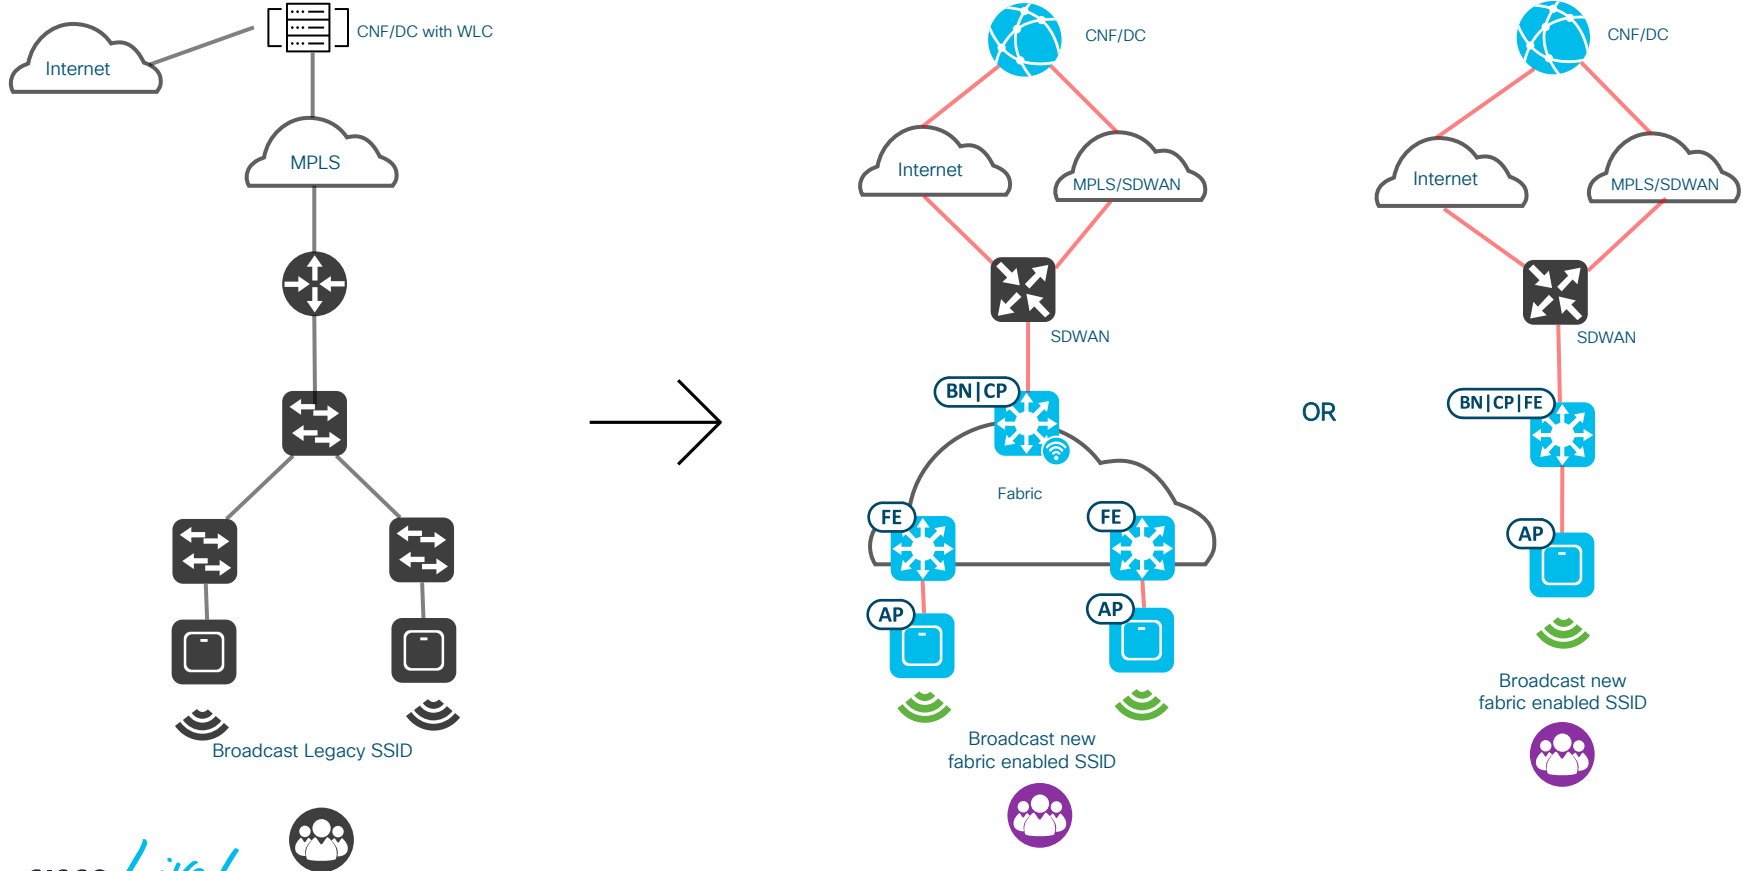 CNF/DC with WLC
Internet
MPLS
Broadcast Legacy SSID
CNF/DC
Internet
MPLS/SDWAN
SDWAN
BN|CP
Fabric
FE
FE
AP
AP
Broadcast new
fabric enabled SSID
OR
CNF/DC
Internet
MPLS/SDWAN
SDWAN
BN|CP|FE
AP
Broadcast new
fabric enabled SSID